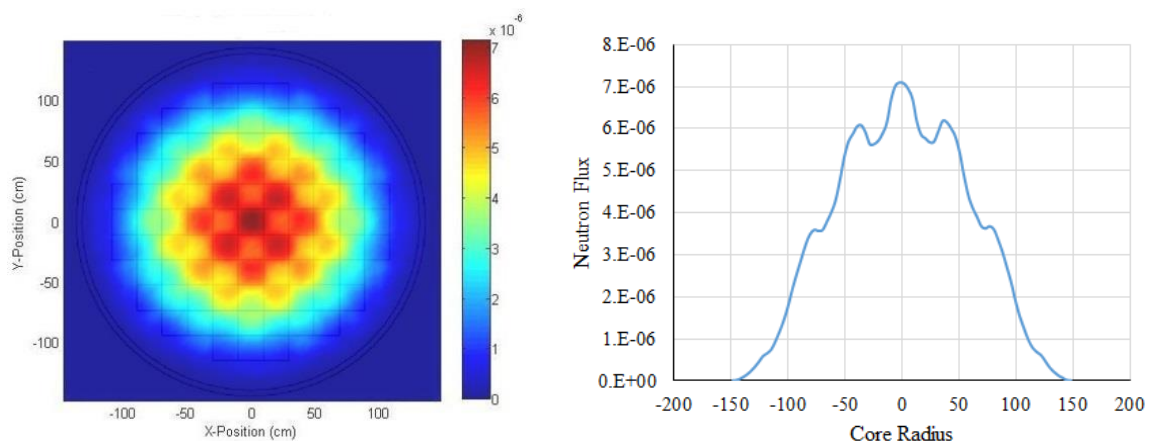 x 10⁻⁶
7
6
5
4
3
2
1
0
100
50
0
-50
-100
Y-Position (cm)
-100 -50 0 50 100
X-Position (cm)
8.E-06
7.E-06
6.E-06
5.E-06
4.E-06
3.E-06
2.E-06
1.E-06
0.E+00
Neutron Flux
-200 -150 -100 -50 0 50 100 150 200
Core Radius